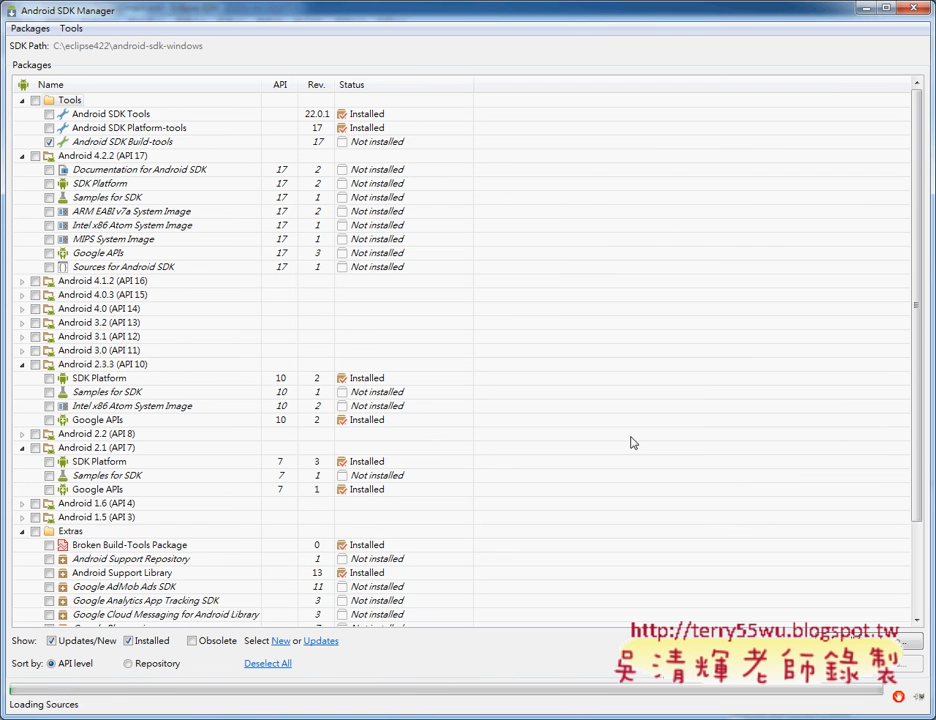 Android SDK Manager
Packages Tools
SDK Path: C:\eclipse422\android-sdk-windows
Packages
Name API Rev. Status
Tools
Android SDK Tools 22.0.1 Installed
Android SDK Platform-tools 17 Installed
Android SDK Build-tools 17 Not installed
Android 4.2.2 (API 17)
Documentation for Android SDK 17 2 Not installed
SDK Platform 17 2 Not installed
Samples for SDK 17 1 Not installed
ARM EABI v7a System Image 17 2 Not installed
Intel x86 Atom System Image 17 1 Not installed
MIPS System Image 17 1 Not installed
Google APIs 17 3 Not installed
Sources for Android SDK 17 1 Not installed
Android 4.1.2 (API 16)
Android 4.0.3 (API 15)
Android 4.0 (API 14)
Android 3.2 (API 13)
Android 3.1 (API 12)
Android 3.0 (API 11)
Android 2.3.3 (API 10)
SDK Platform 10 2 Installed
Samples for SDK 10 1 Not installed
Intel x86 Atom System Image 10 2 Not installed
Google APIs 10 2 Installed
Android 2.2 (API 8)
Android 2.1 (API 7)
SDK Platform 7 3 Installed
Samples for SDK 7 1 Not installed
Google APIs 7 1 Installed
Android 1.6 (API 4)
Android 1.5 (API 3)
Extras
Broken Build-Tools Package 0 Installed
Android Support Repository 1 Not installed
Android Support Library 13 Installed
Google AdMob Ads SDK 11 Not installed
Google Analytics App Tracking SDK 3 Not installed
Google Cloud Messaging for Android Library 3 Not installed
Show: Updates/New Installed Obsolete Select New or Updates
http://terry55wu.blogspot.tw
Sort by: API level Repository Deselect All
吳清輝老師錄製
Loading Sources